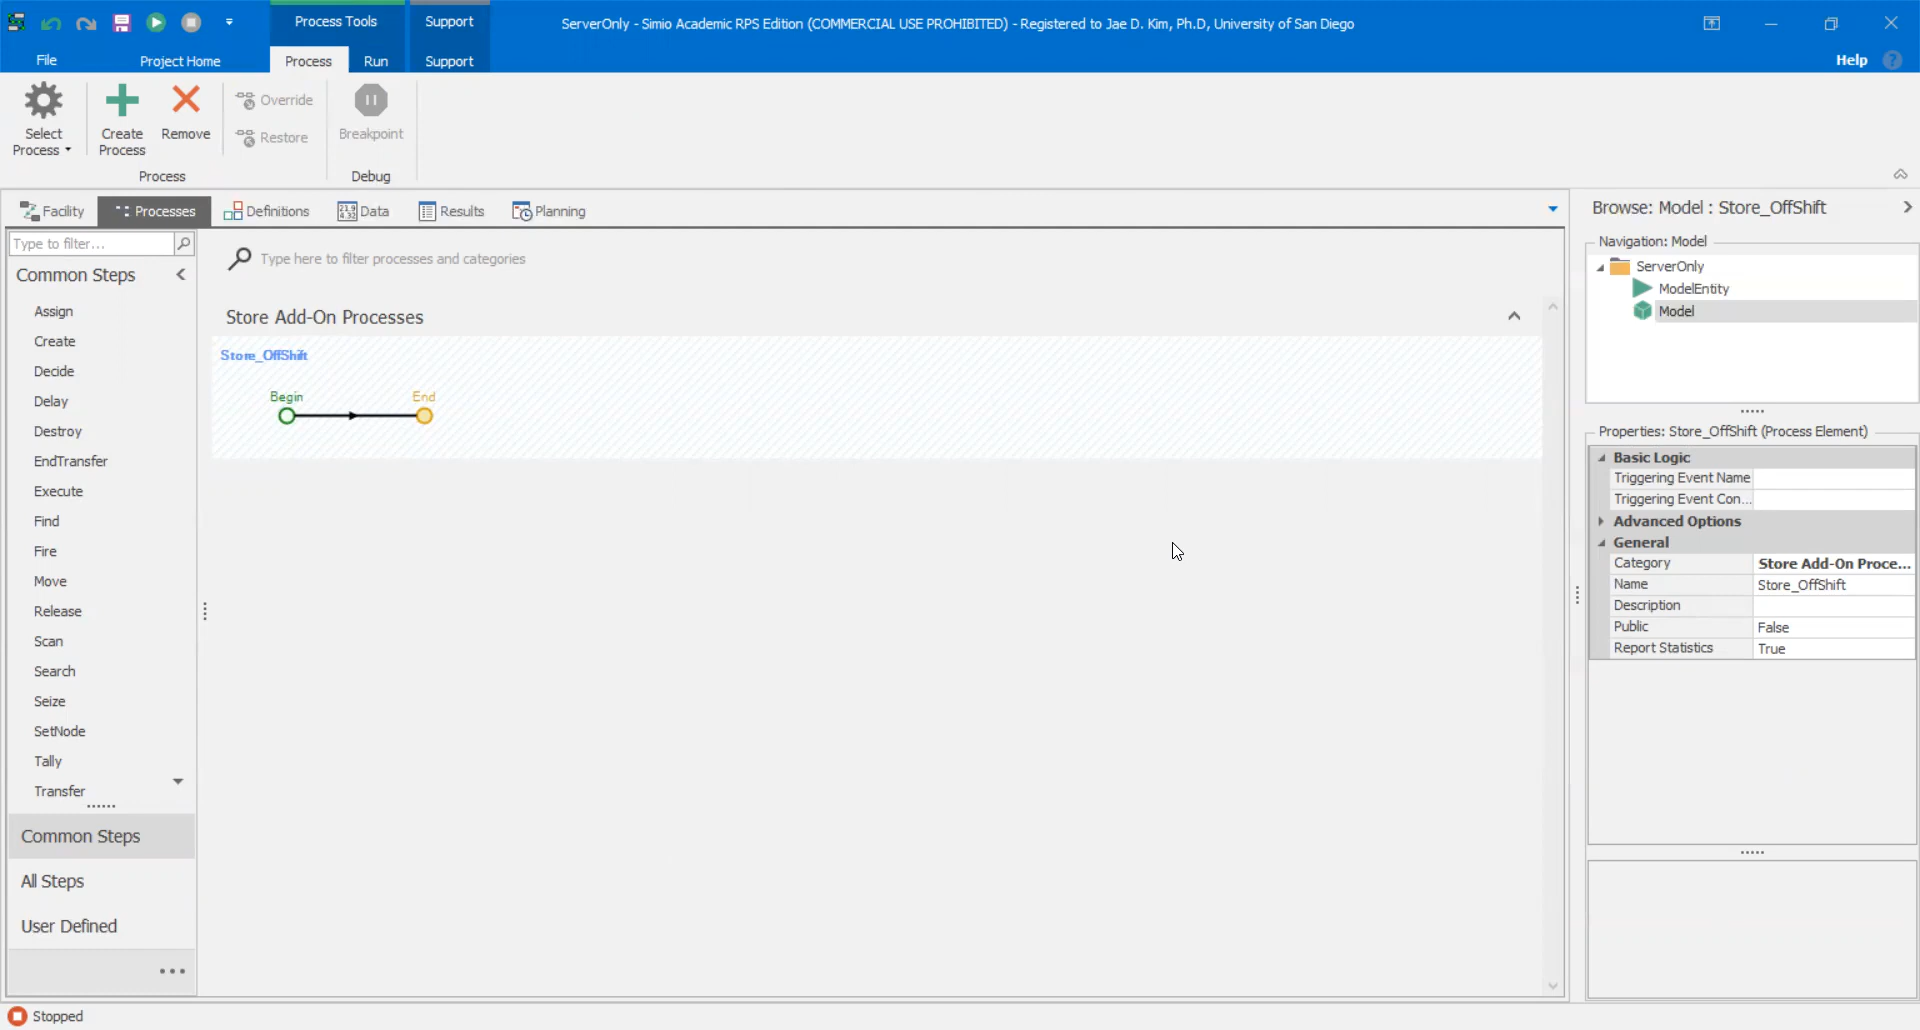 Process Tools
Support
ServerOnly - Simio Academic RPS Edition (COMMERCIAL USE PROHIBITED) - Registered to Jae D. Kim, Ph.D, University of San Diego
File
Project Home
Process
Run
Support
Help
Select Process
Create Process
Remove
Override
Restore
Breakpoint
Process
Debug
Facility
Processes
Definitions
Data
Results
Planning
Type to filter...
Common Steps
Assign
Create
Decide
Delay
Destroy
EndTransfer
Execute
Find
Fire
Move
Release
Scan
Search
Seize
SetNode
Tally
Transfer
Common Steps
All Steps
User Defined
Type here to filter processes and categories
Store Add-On Processes
Store_OffShift
Begin
End
Browse: Model : Store_OffShift
Navigation: Model
ServerOnly
ModelEntity
Model
Properties: Store_OffShift (Process Element)
Basic Logic
Triggering Event Name
Triggering Event Con...
Advanced Options
General
Category Store Add-On Proce...
Name Store_OffShift
Description
Public False
Report Statistics True
Stopped